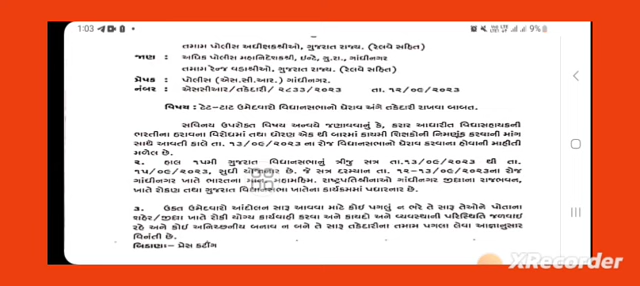 1:03
9%
તમામ પોલીસ અધીક્ષકશ્રીઓ, ગુજરાત રાજ્ય. (રેલવે સહિત)
જાણ : અધિક પોલીસ મહાનિદેશકશ્રી, ઇન્ટે, ગુ.રા., ગાંધીનગર
તમામ રેન્જ વડાશ્રીઓ, ગુજરાત રાજ્ય. (રેલવે સહિત)
પ્રેષક : પોલીસ (એસ.સી.આર.) ગાંધીનગર.
નંબર : એસસીઆર/તકેદારી/૨૮૩૩/૨૦૨૩ તા. ૧૨/૦૯/૨૦૨૩
વિષય : ટેટ-ટાટ ઉમેદવારો વિધાનસભાનો ઘેરાવ અંગે તકેદારી રાખવા બાબત.
સવિનય ઉપરોક્ત વિષય અન્વયે જણાવવાનું કે, કરાર આધારીત વિદ્યાસહાયકની
ભરતીના ઠરાવના વિરોધમાં તથા ધોરણ એક થી બારમાં કાયમી શિક્ષકોની નિમણૂંક કરવાની માંગ
સાથે આવતી કાલે તા. ૧૩/૦૯/૨૦૨૩ ના રોજ વિધાનસભાનો ઘેરાવ કરવાના હોવાની માહીતી
મળેલ છે.
૨. હાલ ૧૫મી ગુજરાત વિધાનસભાનું ત્રીજુ સત્ર તા.૧૩/૦૯/૨૦૨૩ થી તા.
૧૫/૦૯/૨૦૨૩, સુધી યોજનાર છે. જે સત્ર દરમ્યાન તા. ૧૨-૧૩/૦૯/૨૦૨૩ના રોજ
ગાંધીનગર ખાતે ભારતના માન. મહામહિમ. રાષ્ટ્રપતિશ્રીનાઓ ગાંધીનગર જીલ્લાના રાજભવન,
ખાતે રોકાણ તથા ગુજરાત વિધાનસભા ખાતેના કાર્યક્રમમાં પધારનાર છે.
૩. ઉક્ત ઉમેદવારો આંદોલન સારૂ આવવા માટે કોઇ પગલું ન ભરે તે સારૂ તેઓને પોતાના
શહેર/જીલ્લા ખાતે રોકી યોગ્ય કાર્યવાહી કરવા અને કાયદો અને વ્યવસ્થાની પરિસ્થિતિ જળવાઇ
રહે અને કોઇ અનિચ્છનીય બનાવ ન બને તે સારૂ તકેદારીના તમામ પગલા લેવા આજ્ઞાનુસાર
વિનંતી છે.
બિડાણ :- પ્રેસ કટીંગ
XRecorder